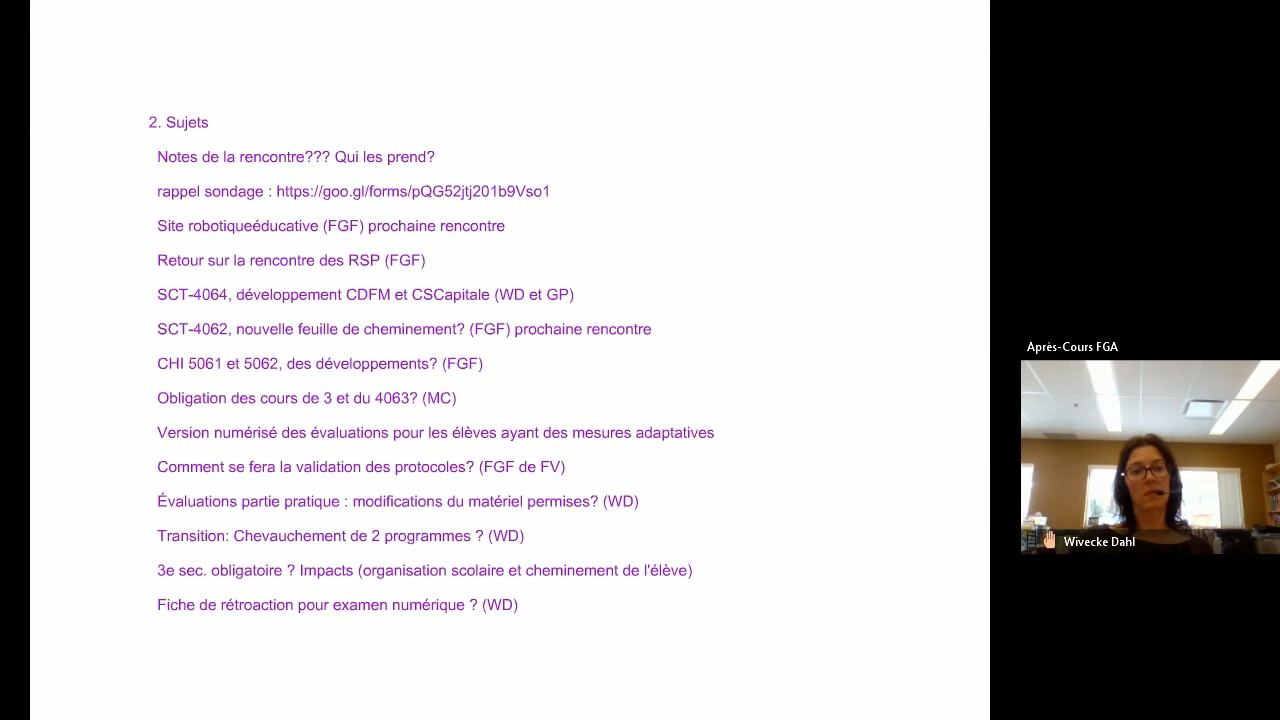 2. Sujets
Notes de la rencontre??? Qui les prend?
rappel sondage : https://goo.gl/forms/pQG52jtj201b9Vso1
Site robotiqueéducative (FGF) prochaine rencontre
Retour sur la rencontre des RSP (FGF)
SCT-4064, développement CDFM et CSCapitale (WD et GP)
SCT-4062, nouvelle feuille de cheminement? (FGF) prochaine rencontre
CHI 5061 et 5062, des développements? (FGF)
Obligation des cours de 3 et du 4063? (MC)
Version numérisé des évaluations pour les élèves ayant des mesures adaptatives
Comment se fera la validation des protocoles? (FGF de FV)
Évaluations partie pratique : modifications du matériel permises? (WD)
Transition: Chevauchement de 2 programmes ? (WD)
3e sec. obligatoire ? Impacts (organisation scolaire et cheminement de l'élève)
Fiche de rétroaction pour examen numérique ? (WD)
Après-Cours FGA
Wivecke Dahl